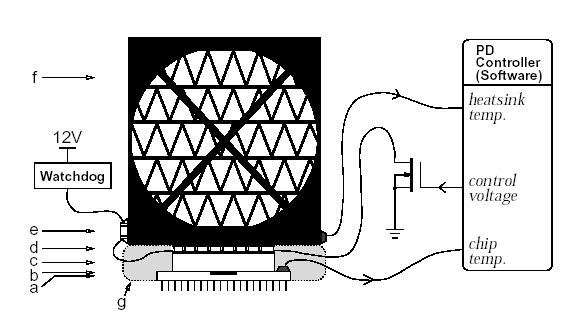 PD
Controller
(Software)
f
heatsink
temp.
12V
Watchdog
control
voltage
e
d
c
b
a
chip
temp.
g